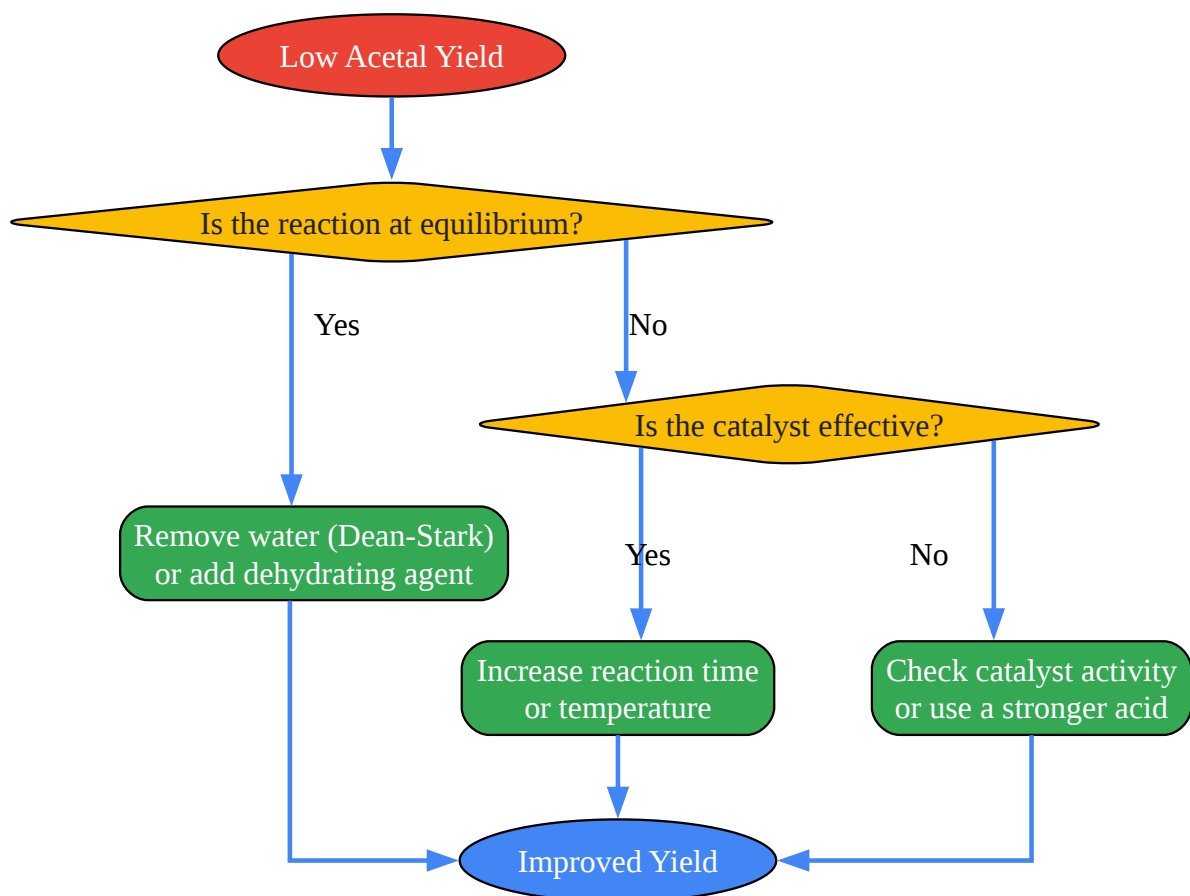 Low Acetal Yield
Is the reaction at equilibrium?
Yes
No
Is the catalyst effective?
Remove water (Dean-Stark)
or add dehydrating agent
Yes
No
Increase reaction time
or temperature
Check catalyst activity
or use a stronger acid
Improved Yield